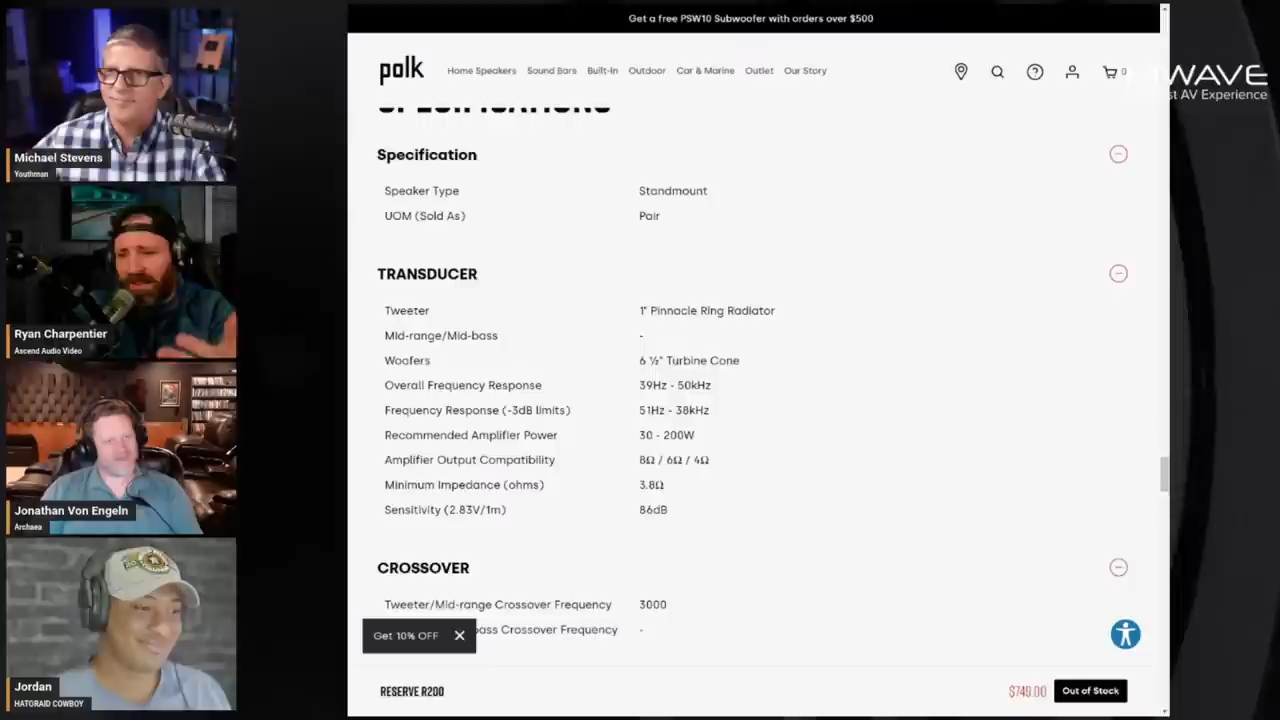 Get a free PSW10 Subwoofer with orders over $500
polk
Home Speakers Sound Bars Built-In Outdoor Car & Marine Outlet Our Story
0
WAVE
st AV Experience
SPECIFICATIONS
Specification
Speaker Type Standmount
UOM (Sold As) Pair
TRANSDUCER
Tweeter 1" Pinnacle Ring Radiator
Mid-range/Mid-bass -
Woofers 6 ½" Turbine Cone
Overall Frequency Response 39Hz - 50kHz
Frequency Response (-3dB limits) 51Hz - 38kHz
Recommended Amplifier Power 30 - 200W
Amplifier Output Compatibility 8Ω / 6Ω / 4Ω
Minimum Impedance (ohms) 3.8Ω
Sensitivity (2.83V/1m) 86dB
CROSSOVER
Tweeter/Mid-range Crossover Frequency 3000
bass Crossover Frequency -
Get 10% OFF
RESERVE R200
$749.00 Out of Stock
Michael Stevens
Youthman
Ryan Charpentier
Ascend Audio Video
Jonathan Von Engeln
Archaea
Jordan
HATORAID COWBOY